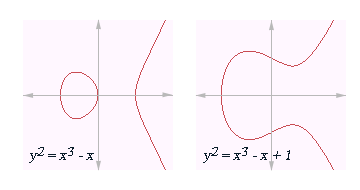 y² = x³ - x
y² = x³ - x + 1